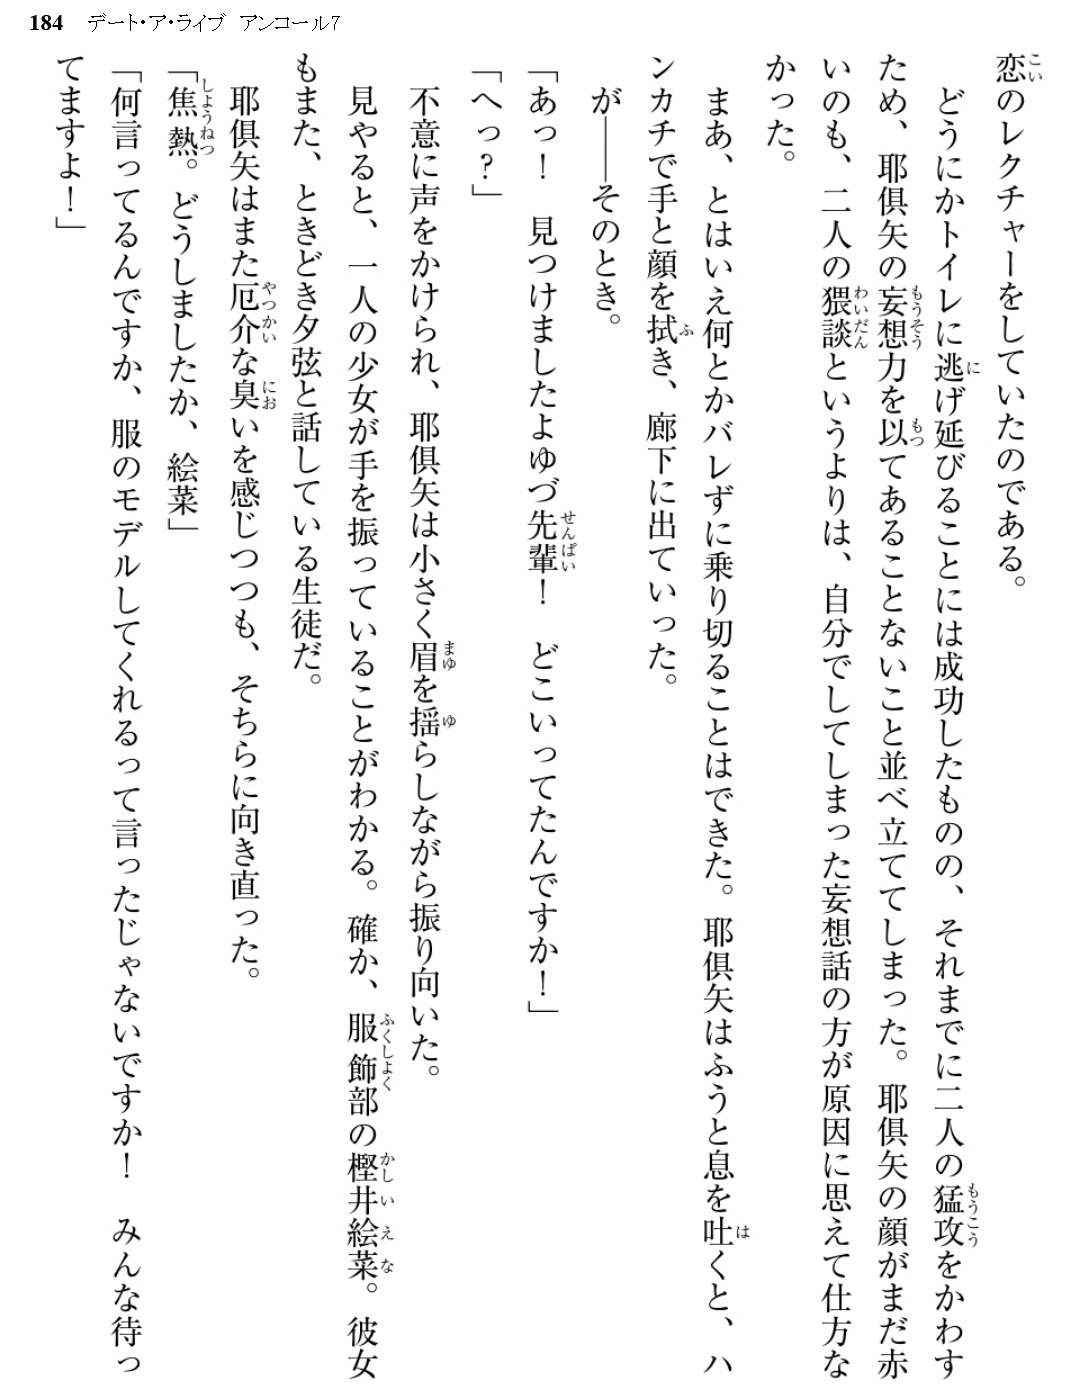 184 デート・ア・ライブ アンコール7
恋のレクチャーをしていたのである。
どうにかトイレに逃げ延びることには成功したものの、それまでに二人の猛攻をかわす
ため、耶倶矢の妄想力を以てあることないこと並べ立ててしまった。耶倶矢の顔がまだ赤
いのも、二人の猥談というよりは、自分でしてしまった妄想話の方が原因に思えて仕方な
かった。
まあ、とはいえ何とかバレずに乗り切ることはできた。耶倶矢はふうと息を吐くと、ハ
ンカチで手と顔を拭き、廊下に出ていった。
が――そのとき。
「あっ！　見つけましたよゆづ先輩！　どこいってたんですか！」
「へっ？」
不意に声をかけられ、耶倶矢は小さく眉を揺らしながら振り向いた。
見やると、一人の少女が手を振っていることがわかる。確か、服飾部の樫井絵菜。彼女
もまた、ときどき夕弦と話している生徒だ。
耶倶矢はまた厄介な臭いを感じつつも、そちらに向き直った。
「焦熱。どうしましたか、絵菜」
「何言ってるんですか、服のモデルしてくれるって言ったじゃないですか！　みんな待っ
てますよ！」